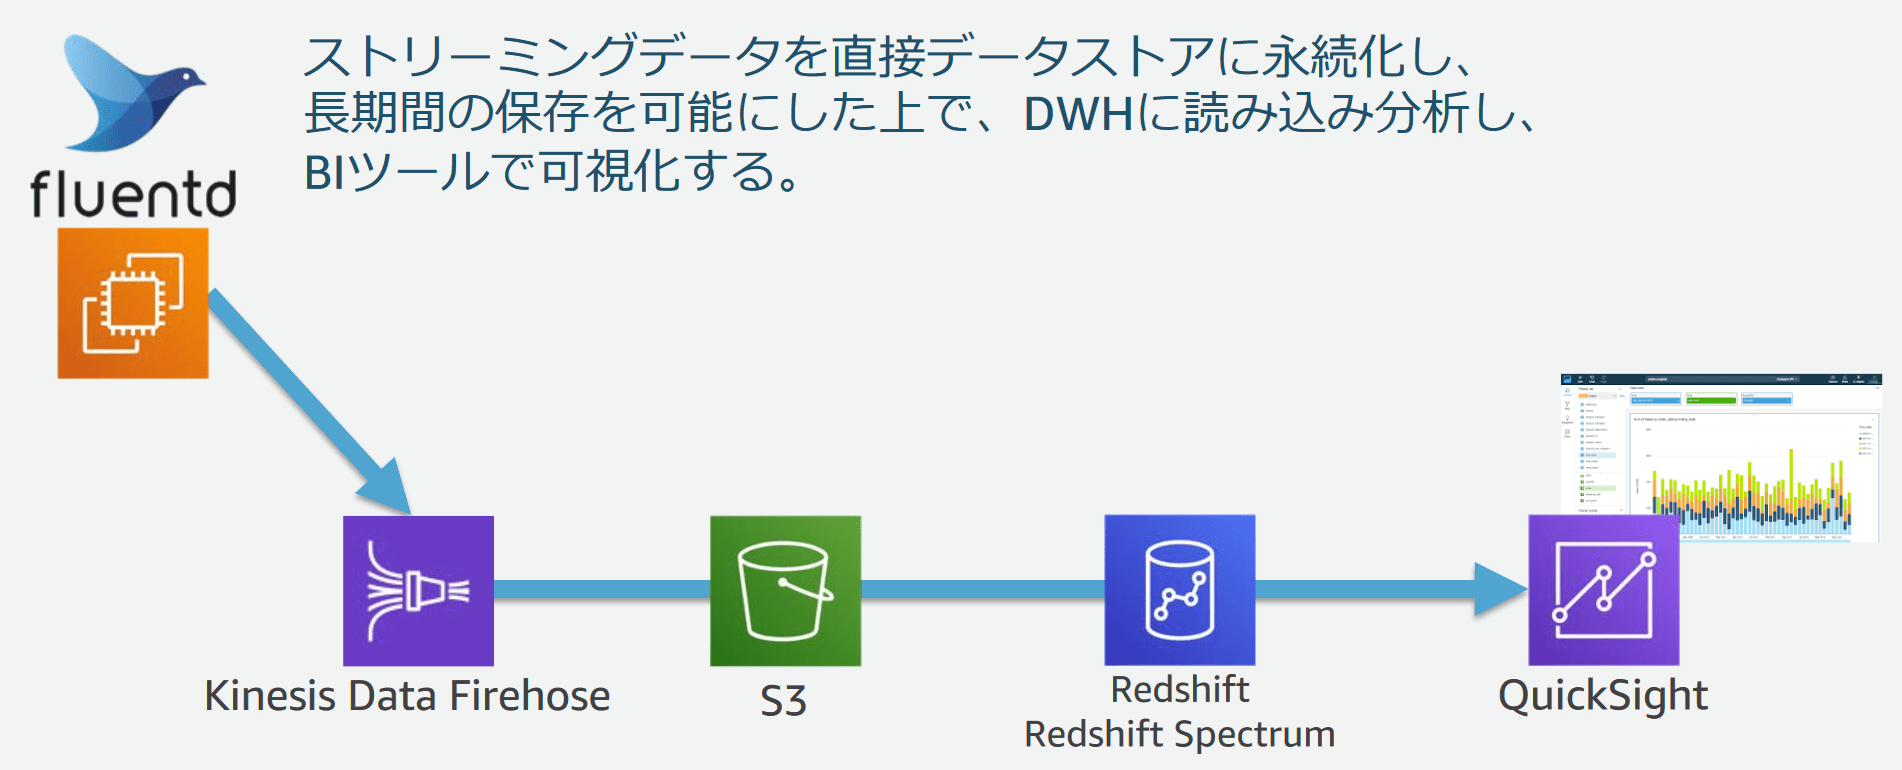 fluentd
ストリーミングデータを直接データストアに永続化し、
長期間の保存を可能にした上で、DWHに読み込み分析し、
BIツールで可視化する。
Kinesis Data Firehose
S3
Redshift
Redshift Spectrum
QuickSight